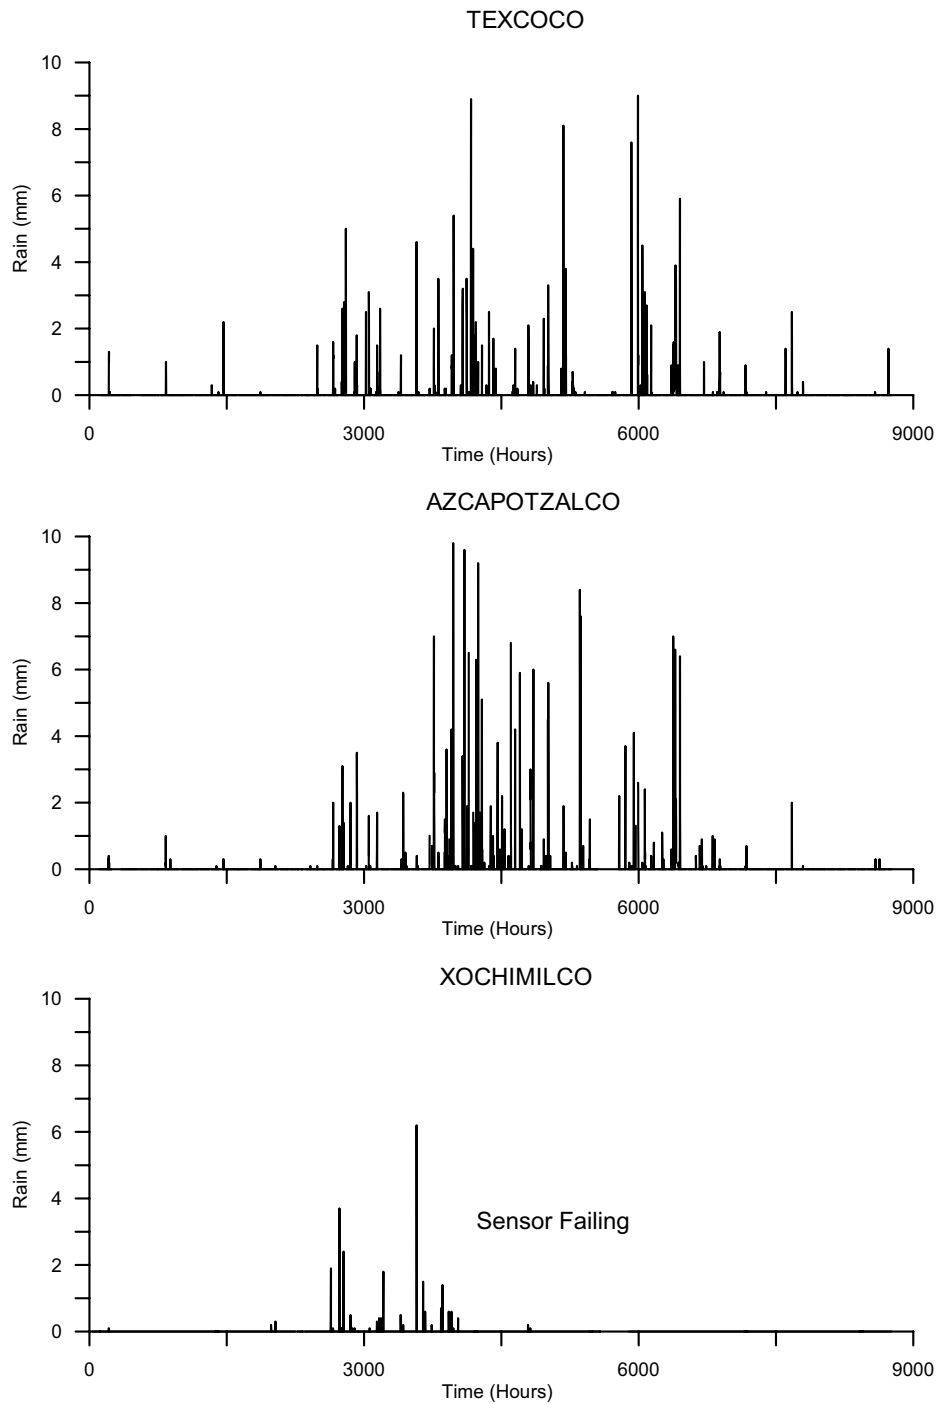 TEXCOCO
10
8
6
4
2
0
Rain (mm)
0 3000 6000 9000
Time (Hours)
AZCAPOTZALCO
10
8
6
4
2
0
Rain (mm)
0 3000 6000 9000
Time (Hours)
XOCHIMILCO
10
8
6
4
2
0
Rain (mm)
Sensor Failing
0 3000 6000 9000
Time (Hours)